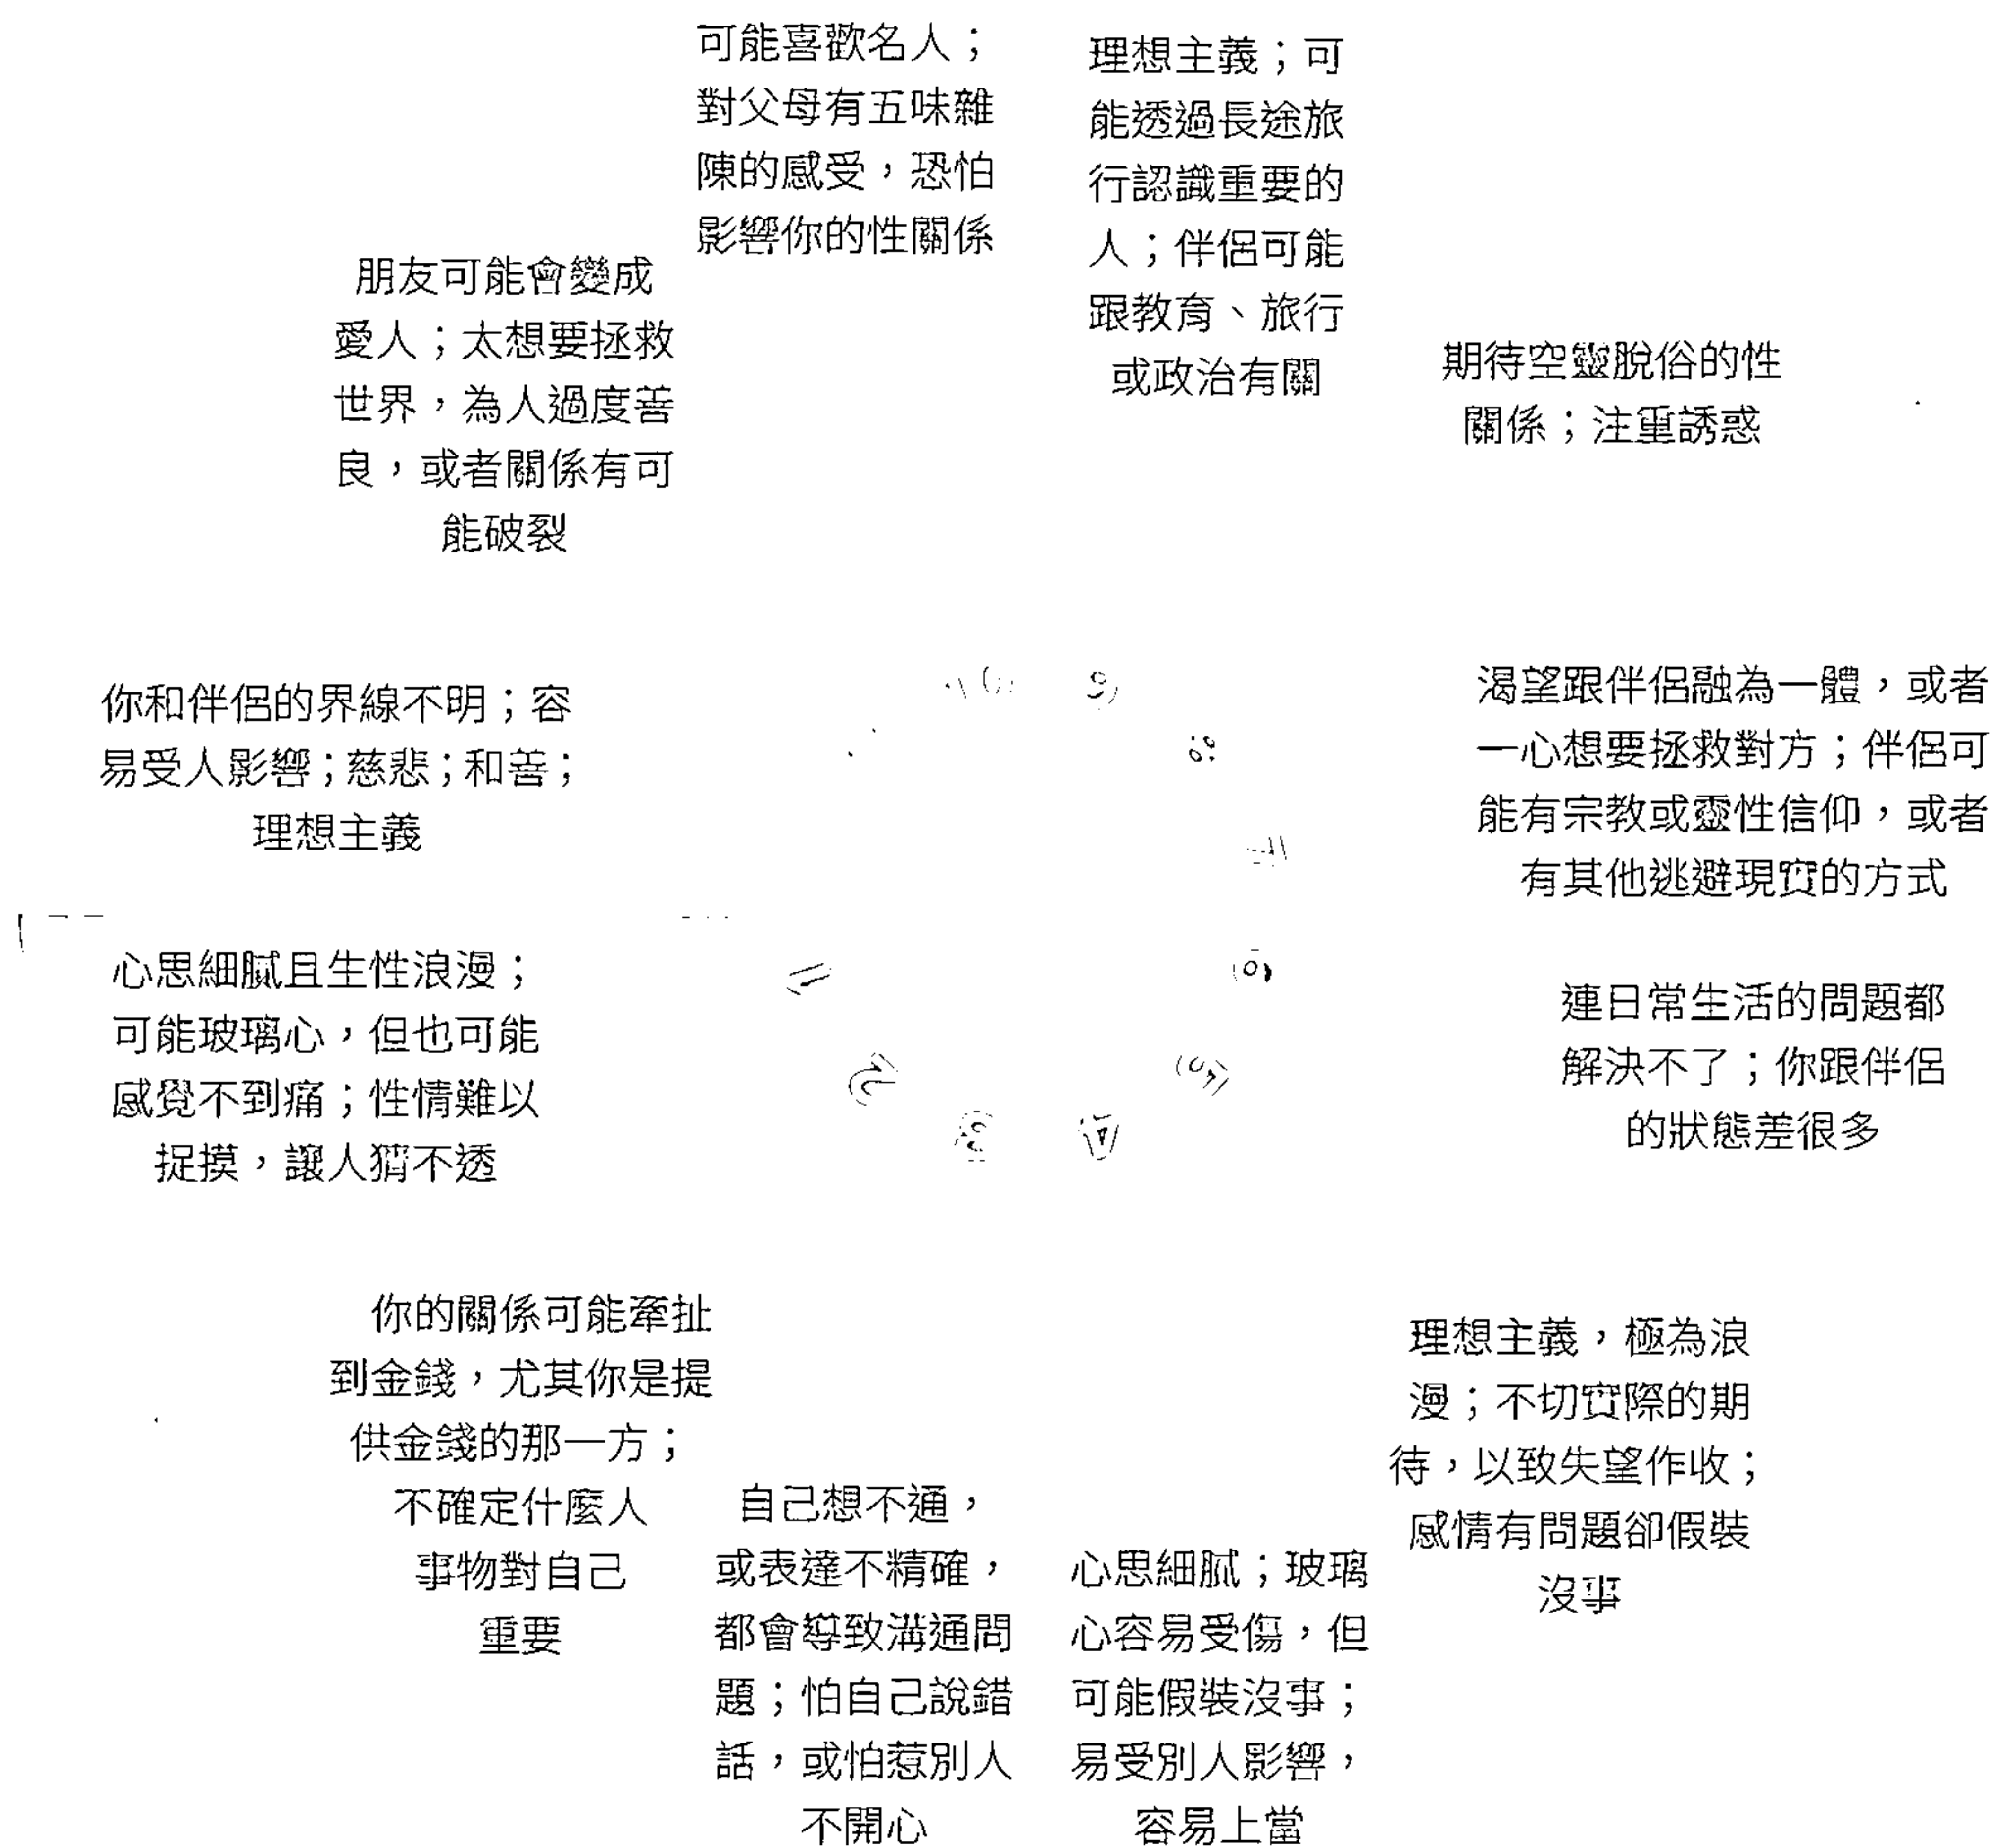 可能喜歡名人；
對父母有五味雜
陳的感受，恐怕
影響你的性關係
理想主義；可
能透過長途旅
行認識重要的
人；伴侶可能
跟教育、旅行
或政治有關
朋友可能會變成
愛人；太想要拯救
世界，為人過度善
良，或者關係有可
能破裂
期待空靈脫俗的性
關係；注重誘惑
你和伴侶的界線不明；容
易受人影響；慈悲；和善；
理想主義
渴望跟伴侶融為一體，或者
一心想要拯救對方；伴侶可
能有宗教或靈性信仰，或者
有其他逃避現實的方式
心思細膩且生性浪漫；
可能玻璃心，但也可能
感覺不到痛；性情難以
捉摸，讓人猜不透
連日常生活的問題都
解決不了；你跟伴侶
的狀態差很多
你的關係可能牽扯
到金錢，尤其你是提
供金錢的那一方；
不確定什麼人
事物對自己
重要
自己想不通，
或表達不精確，
都會導致溝通問
題；怕自己說錯
話，或怕惹別人
不開心
心思細膩；玻璃
心容易受傷，但
可能假裝沒事；
易受別人影響，
容易上當
理想主義，極為浪
漫；不切實際的期
待，以致失望作收；
感情有問題卻假裝
沒事